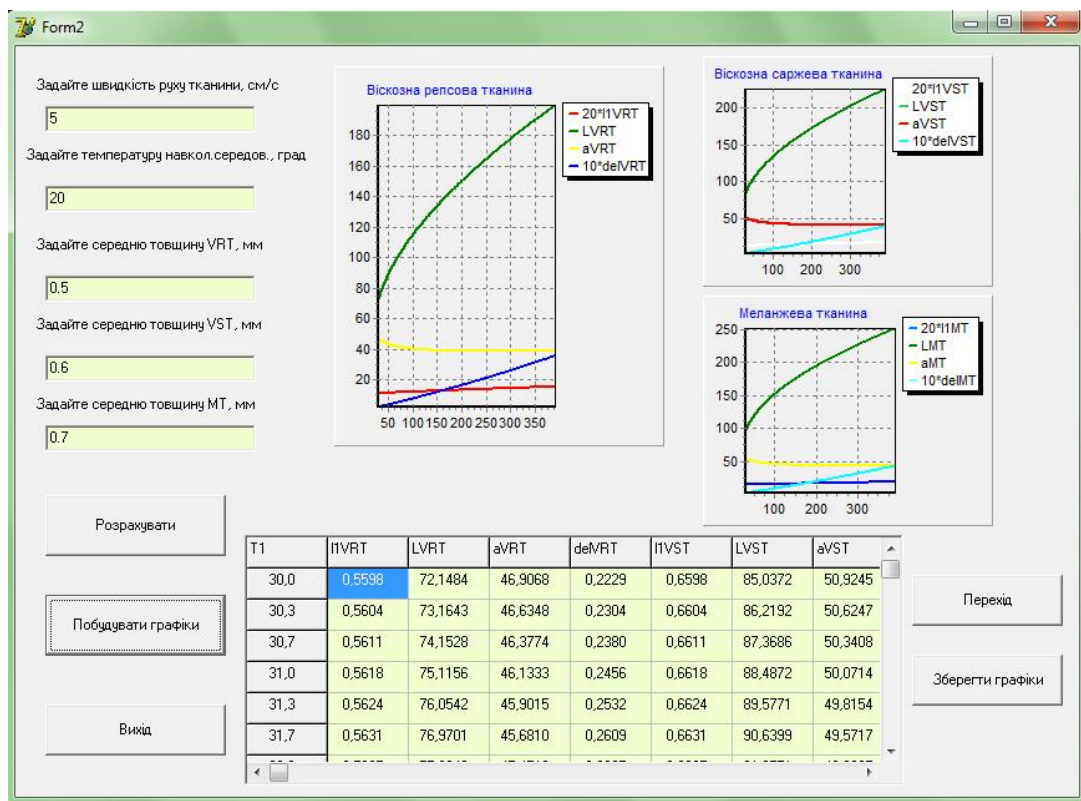 Form2
Задайте швидкість руху тканини, см/с
5
Задайте температуру навкол.середов., град
20
Задайте середню товщину VRT, мм
0.5
Задайте середню товщину VST, мм
0.6
Задайте середню товщину MT, мм
0.7
Віскозна репсова тканина
180
160
140
120
100
80
60
40
20
50 100 150 200 250 300 350
20*l1VRT
LVRT
aVRT
10*delVRT
Віскозна саржева тканина
200
150
100
50
100 200 300
20*l1VST
LVST
aVST
10*delVST
Меланжева тканина
250
200
150
100
50
100 200 300
20*l1MT
LMT
aMT
10*delMT
Розрахувати
Побудувати графіки
Вихід
T1 l1VRT LVRT aVRT delVRT l1VST LVST aVST
30,0 0,5598 72,1484 46,9068 0,2229 0,6598 85,0372 50,9245
30,3 0,5604 73,1643 46,6348 0,2304 0,6604 86,2192 50,6247
30,7 0,5611 74,1528 46,3774 0,2380 0,6611 87,3686 50,3408
31,0 0,5618 75,1156 46,1333 0,2456 0,6618 88,4872 50,0714
31,3 0,5624 76,0542 45,9015 0,2532 0,6624 89,5771 49,8154
31,7 0,5631 76,9701 45,6810 0,2609 0,6631 90,6399 49,5717
Перехід
Зберегти графіки